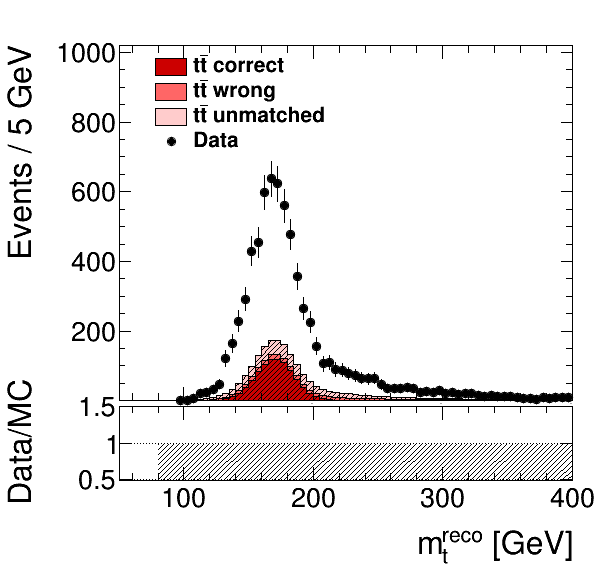 Events / 5 GeV
1000
800
600
400
200
tt̄ correct
tt̄ wrong
tt̄ unmatched
Data
Data/MC
1.5
1
0.5
100 200 300 400
m_t^reco [GeV]